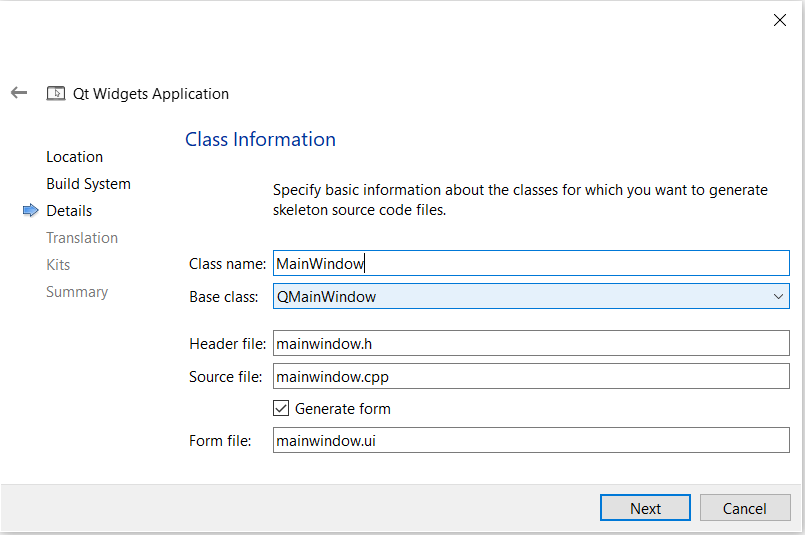 Qt Widgets Application
Location
Build System
Details
Translation
Kits
Summary
Class Information
Specify basic information about the classes for which you want to generate
skeleton source code files.
Class name: MainWindow
Base class: QMainWindow
Header file: mainwindow.h
Source file: mainwindow.cpp
Generate form
Form file: mainwindow.ui
Next Cancel